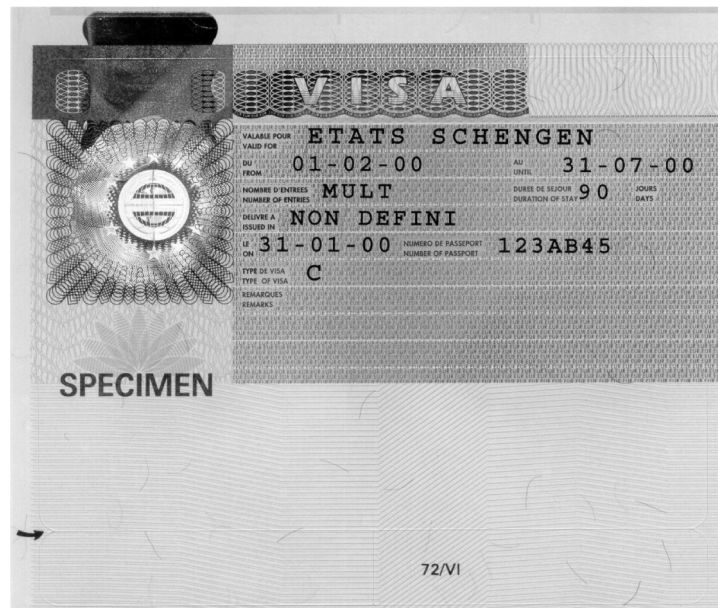 VISA
VALABLE POUR ETATS SCHENGEN
VALID FOR
DU 01-02-00 AU 31-07-00
FROM UNTIL
NOMBRE D'ENTREES MULT DUREE DE SEJOUR 90 JOURS
NUMBER OF ENTRIES DURATION OF STAY DAYS
DELIVRE A NON DEFINI
ISSUED IN
LE 31-01-00 NUMERO DE PASSEPORT 123AB45
ON NUMBER OF PASSPORT
TYPE DE VISA C
TYPE OF VISA
REMARQUES
REMARKS
SPECIMEN
72/VI